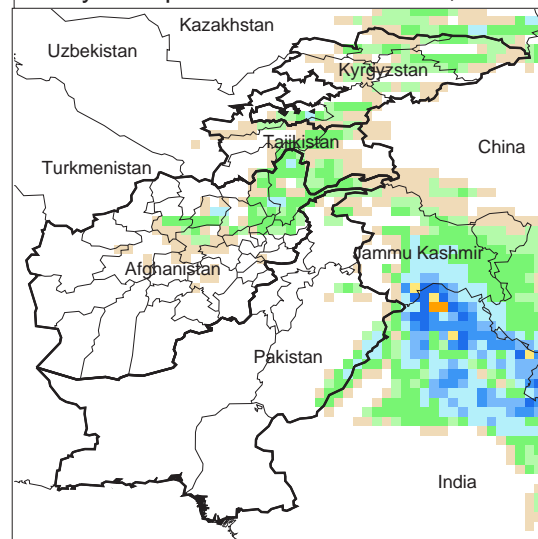 Kazakhstan
Uzbekistan
Kyrgyzstan
Tajikistan
China
Turkmenistan
Jammu Kashmir
Afghanistan
Pakistan
India